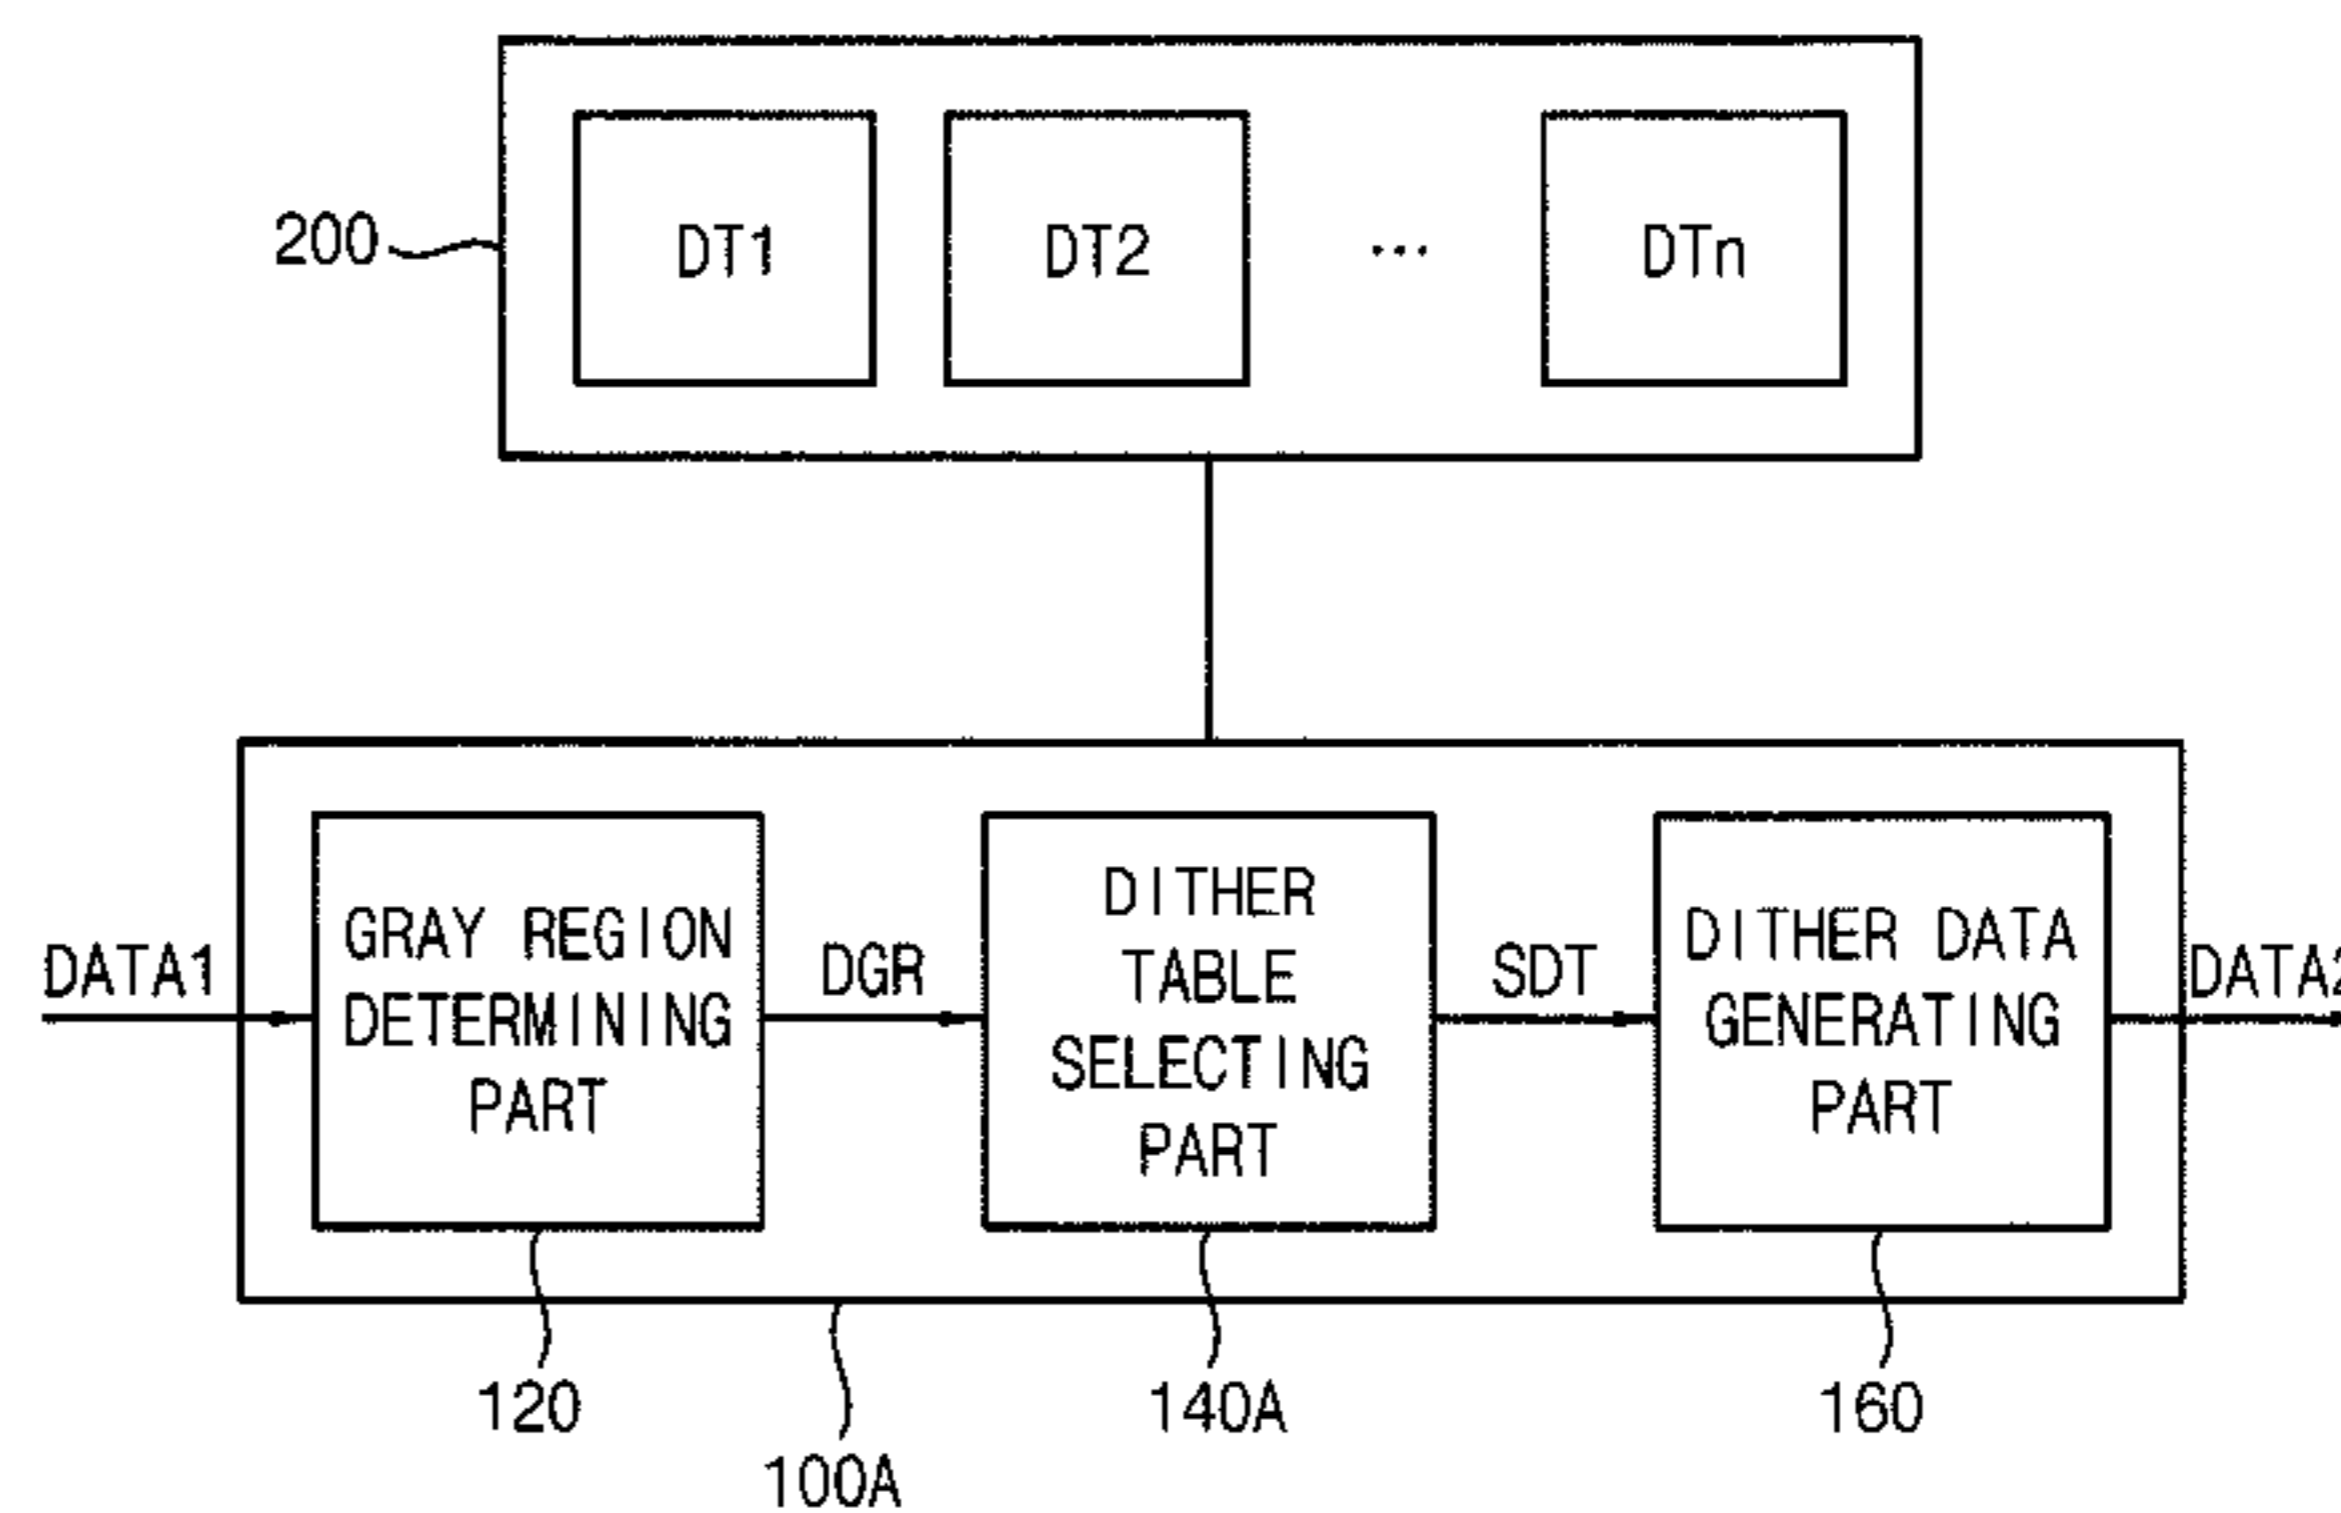 200
DT1
DT2
...
DTn
DATA1
GRAY REGION
DETERMINING
PART
DGR
DITHER
TABLE
SELECTING
PART
SDT
DITHER DATA
GENERATING
PART
DATA2
120
140A
160
100A